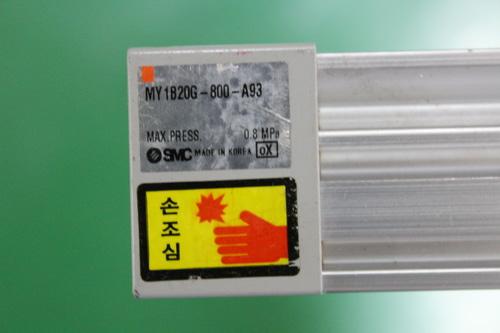 MY1B20G-800-A93
MAX.PRESS. 0.8 MPa
SMC MADE IN KOREA OX
손
조
심